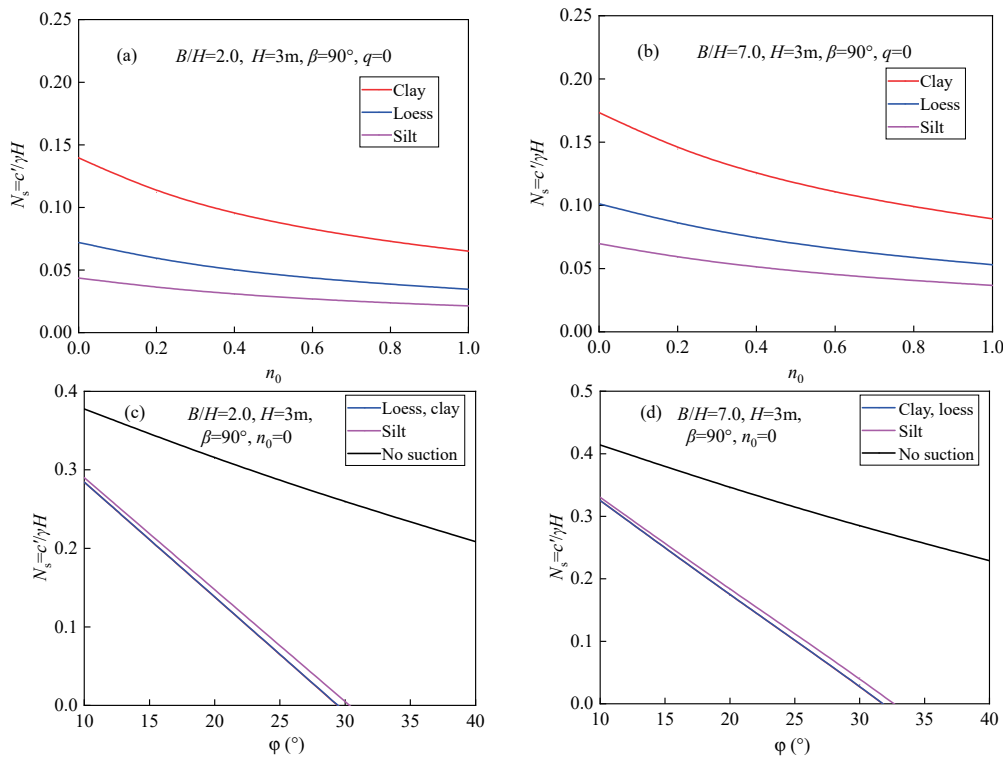 (a) B/H=2.0, H=3m, β=90°, q=0
Clay
Loess
Silt
N_s=c'/γH
0.25
0.20
0.15
0.10
0.05
0.00
0.0 0.2 0.4 0.6 0.8 1.0
n_0
(b) B/H=7.0, H=3m, β=90°, q=0
Clay
Loess
Silt
N_s=c'/γH
0.25
0.20
0.15
0.10
0.05
0.00
0.0 0.2 0.4 0.6 0.8 1.0
n_0
(c) B/H=2.0, H=3m,
β=90°, n_0=0
Loess, clay
Silt
No suction
N_s=c'/γH
0.4
0.3
0.2
0.1
0.0
10 15 20 25 30 35 40
φ (°)
(d) B/H=7.0, H=3m,
β=90°, n_0=0
Clay, loess
Silt
No suction
N_s=c'/γH
0.5
0.4
0.3
0.2
0.1
0.0
10 15 20 25 30 35 40
φ (°)